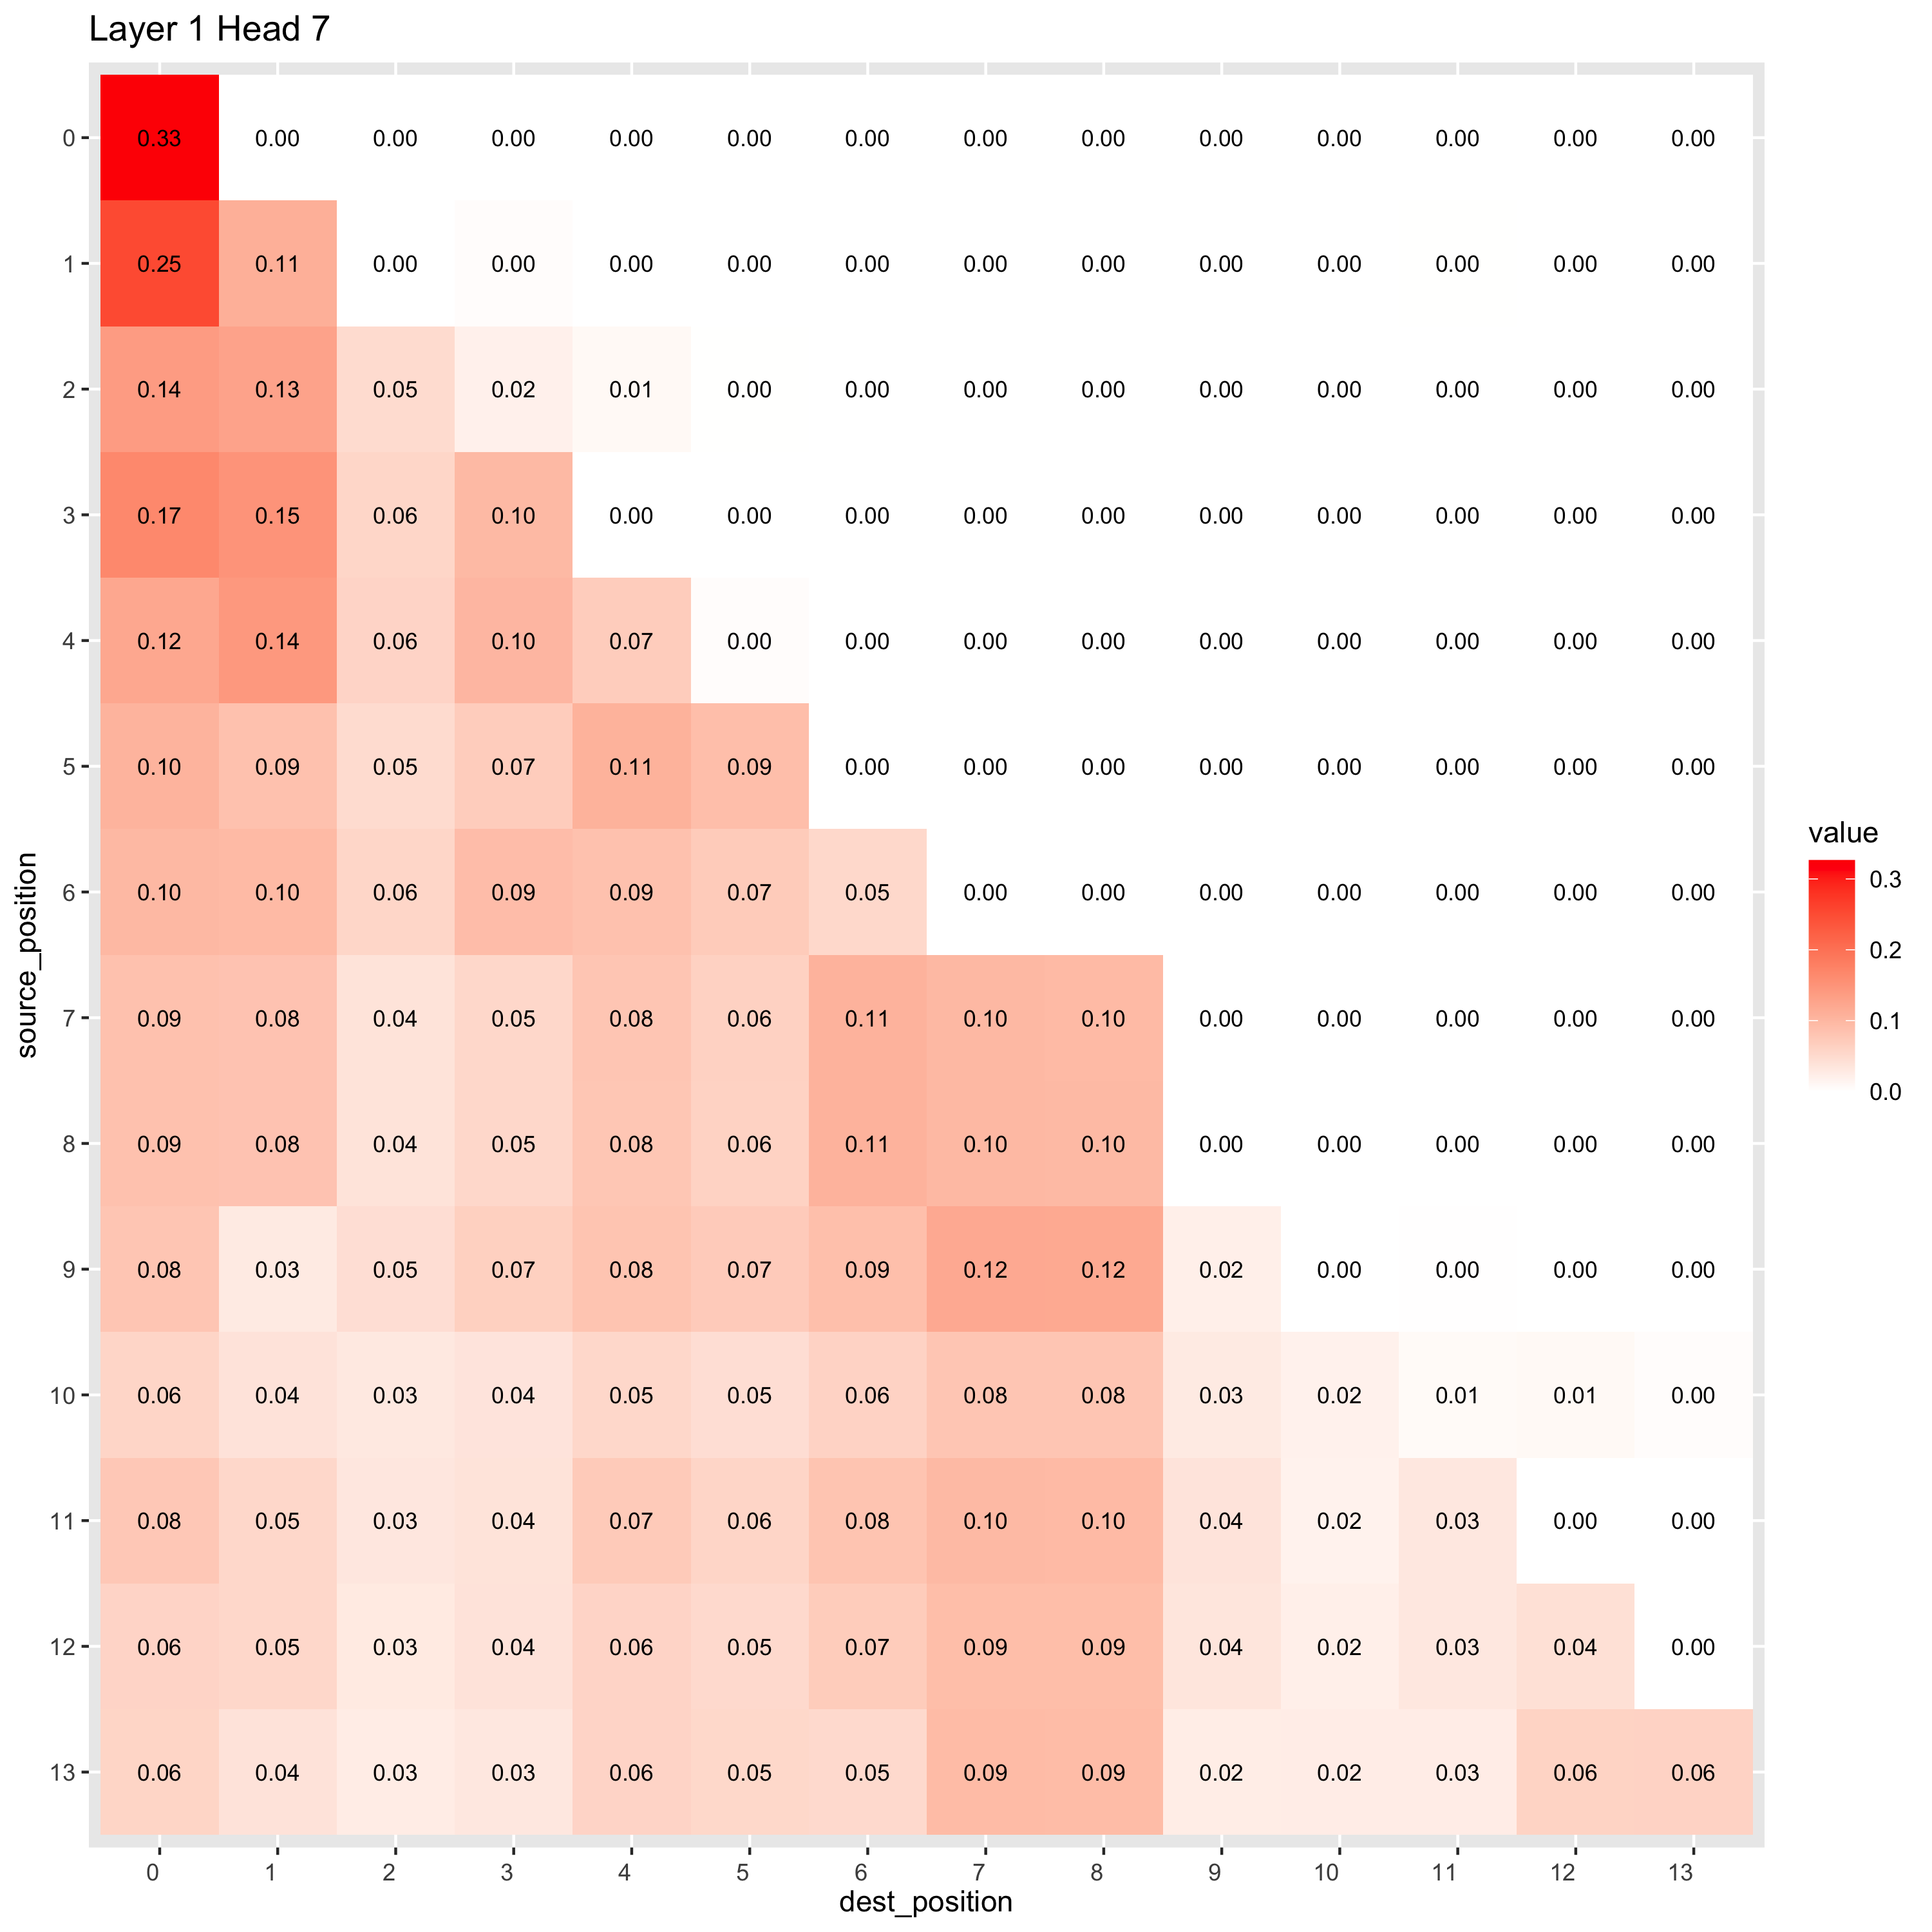 Layer 1 Head 7
0 0.33 0.00 0.00 0.00 0.00 0.00 0.00 0.00 0.00 0.00 0.00 0.00 0.00 0.00
1 0.25 0.11 0.00 0.00 0.00 0.00 0.00 0.00 0.00 0.00 0.00 0.00 0.00 0.00
2 0.14 0.13 0.05 0.02 0.01 0.00 0.00 0.00 0.00 0.00 0.00 0.00 0.00 0.00
3 0.17 0.15 0.06 0.10 0.00 0.00 0.00 0.00 0.00 0.00 0.00 0.00 0.00 0.00
4 0.12 0.14 0.06 0.10 0.07 0.00 0.00 0.00 0.00 0.00 0.00 0.00 0.00 0.00
5 0.10 0.09 0.05 0.07 0.11 0.09 0.00 0.00 0.00 0.00 0.00 0.00 0.00 0.00
6 0.10 0.10 0.06 0.09 0.09 0.07 0.05 0.00 0.00 0.00 0.00 0.00 0.00 0.00
7 0.09 0.08 0.04 0.05 0.08 0.06 0.11 0.10 0.10 0.00 0.00 0.00 0.00 0.00
8 0.09 0.08 0.04 0.05 0.08 0.06 0.11 0.10 0.10 0.00 0.00 0.00 0.00 0.00
9 0.08 0.03 0.05 0.07 0.08 0.07 0.09 0.12 0.12 0.02 0.00 0.00 0.00 0.00
10 0.06 0.04 0.03 0.04 0.05 0.05 0.06 0.08 0.08 0.03 0.02 0.01 0.01 0.00
11 0.08 0.05 0.03 0.04 0.07 0.06 0.08 0.10 0.10 0.04 0.02 0.03 0.00 0.00
12 0.06 0.05 0.03 0.04 0.06 0.05 0.07 0.09 0.09 0.04 0.02 0.03 0.04 0.00
13 0.06 0.04 0.03 0.03 0.06 0.05 0.05 0.09 0.09 0.02 0.02 0.03 0.06 0.06
0 1 2 3 4 5 6 7 8 9 10 11 12 13
dest_position
source_position
value
0.3
0.2
0.1
0.0